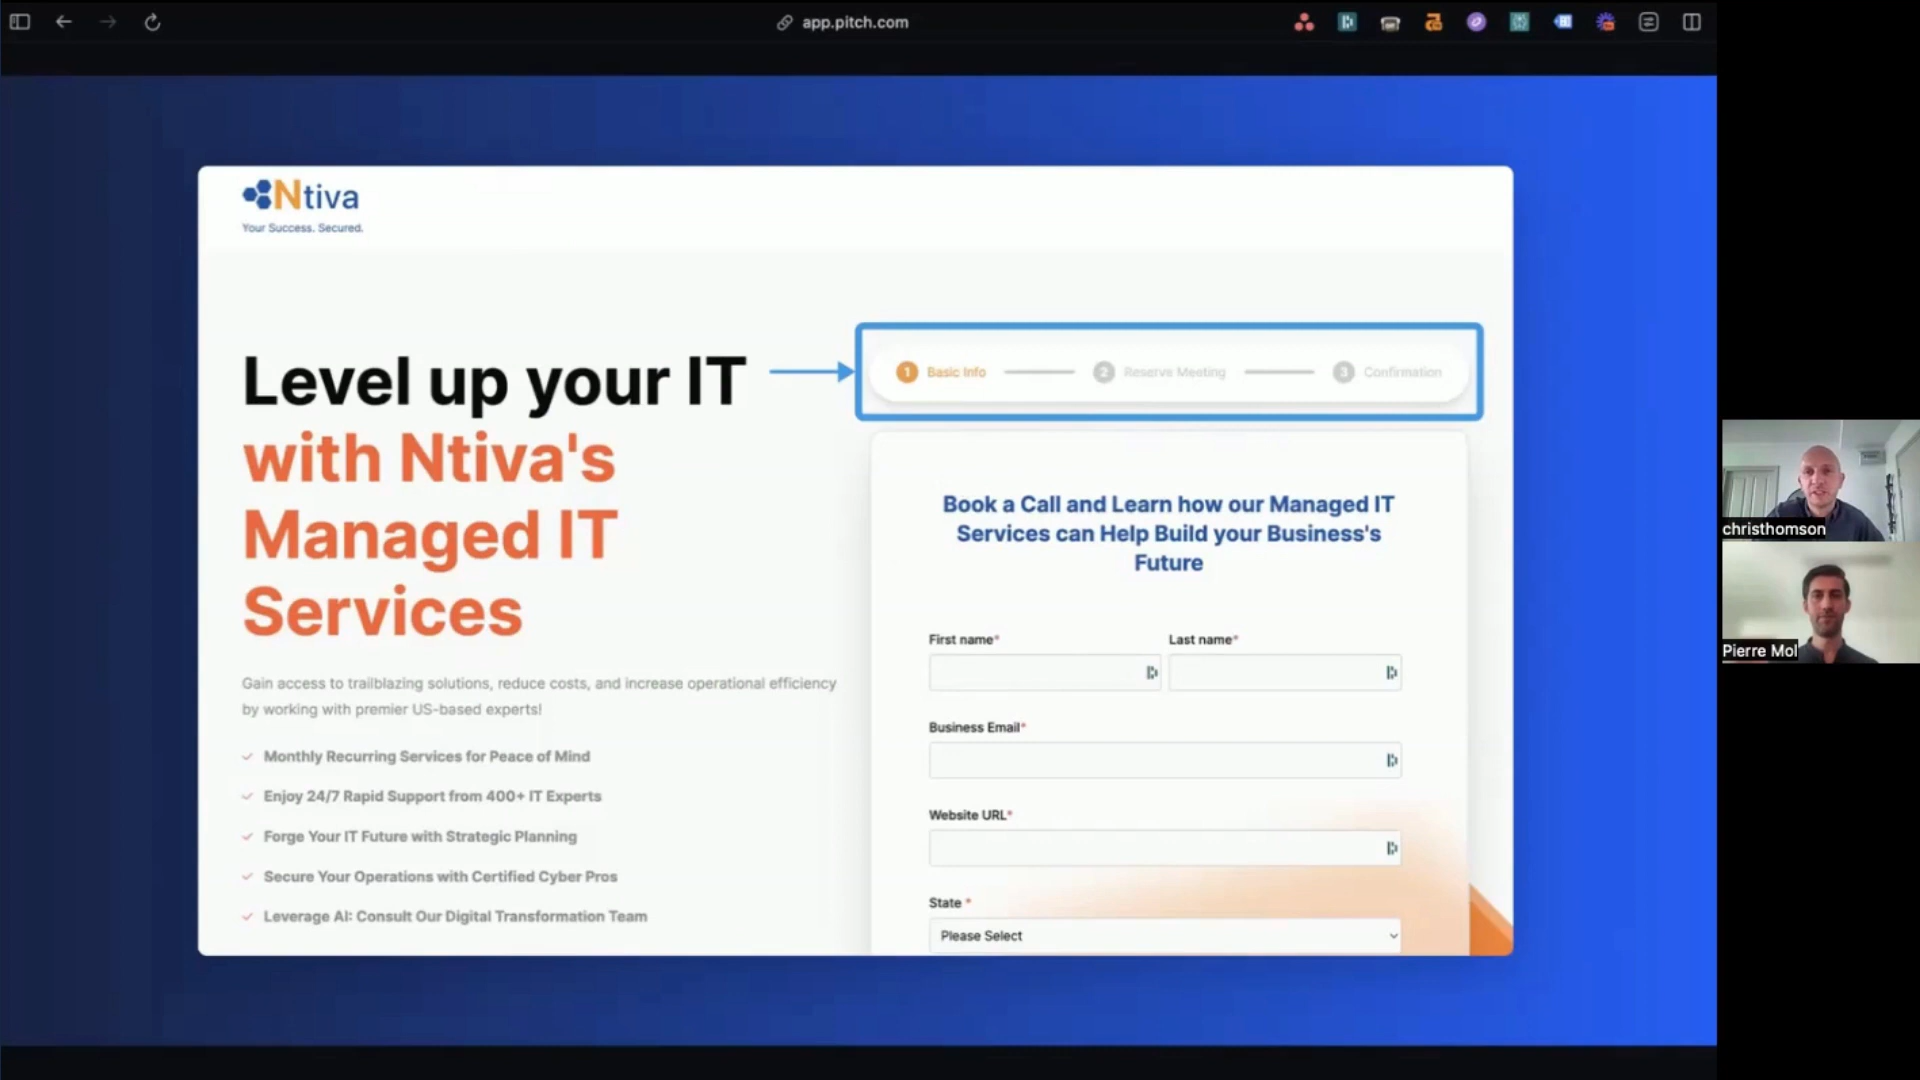 app.pitch.com
Ntiva
Your Success. Secured.
Level up your IT
with Ntiva's
Managed IT
Services
Gain access to trailblazing solutions, reduce costs, and increase operational efficiency
by working with premier US-based experts!
Monthly Recurring Services for Peace of Mind
Enjoy 24/7 Rapid Support from 400+ IT Experts
Forge Your IT Future with Strategic Planning
Secure Your Operations with Certified Cyber Pros
Leverage AI: Consult Our Digital Transformation Team
1 Basic Info 2 Reserve Meeting 3 Confirmation
Book a Call and Learn how our Managed IT
Services can Help Build your Business's
Future
First name* Last name*
Business Email*
Website URL*
State *
Please Select
christhomson
Pierre Mol